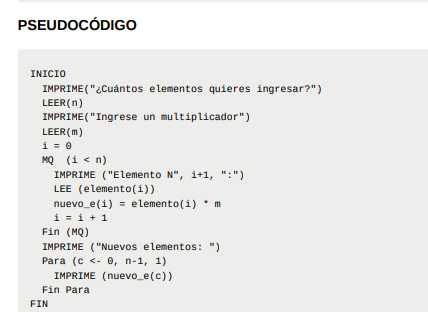 PSEUDOCÓDIGO
INICIO
IMPRIME("¿Cuántos elementos quieres ingresar?")
LEER(n)
IMPRIME("Ingrese un multiplicador")
LEER(m)
i = 0
MQ  (i < n)
IMPRIME ("Elemento N", i+1, ":")
LEE (elemento(i))
nuevo_e(i) = elemento(i) * m
i = i + 1
Fin (MQ)
IMPRIME ("Nuevos elementos: ")
Para (c <- 0, n-1, 1)
IMPRIME (nuevo_e(c))
Fin Para
FIN